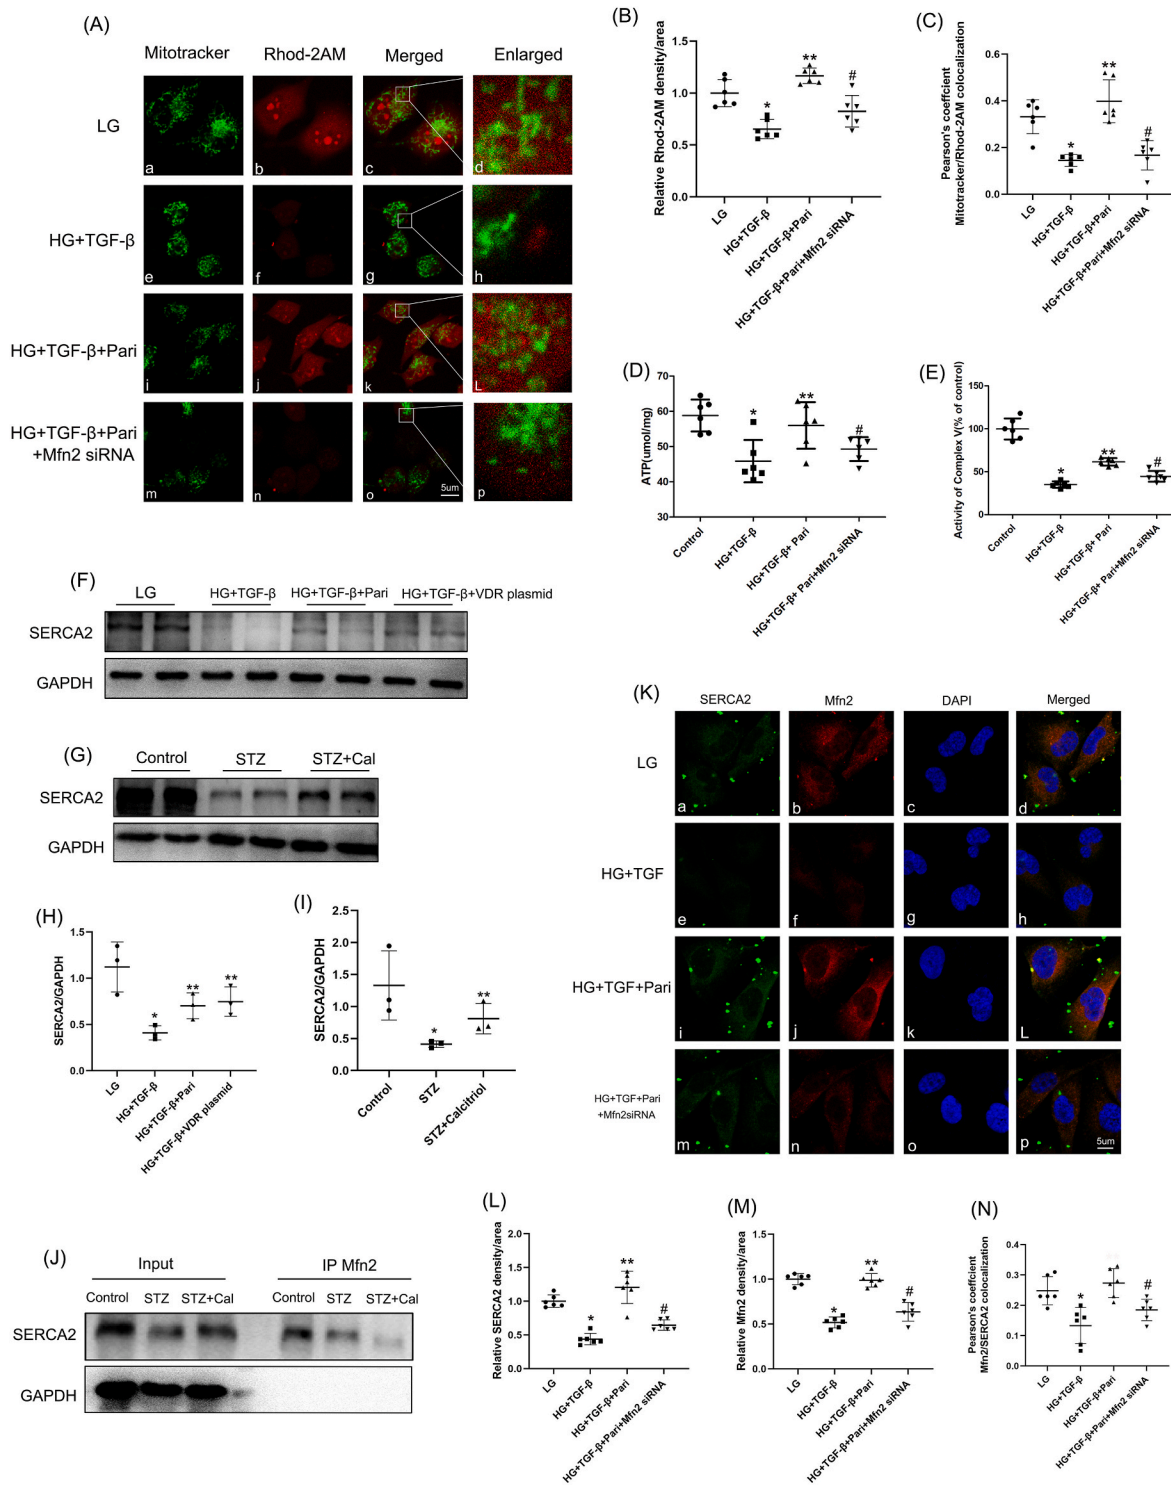 (A)
Mitotracker Rhod-2AM Merged Enlarged
LG
a b c d
HG+TGF-β
e f g h
HG+TGF-β+Pari
i j k L
HG+TGF-β+Pari
+Mfn2 siRNA
5um
m n o p
(B)
Relative Rhod-2AM density/area
1.5
1.0
0.5
0.0
* ** #
LG
HG+TGF-β
HG+TGF-β+Pari
HG+TGF-β+Pari+Mfn2 siRNA
(C)
Pearson's coeffcient
Mitotracker/Rhod-2AM colocalization
0.6
0.4
0.2
0.0
* ** #
LG
HG+TGF-β
HG+TGF-β+Pari
HG+TGF-β+Pari+Mfn2 siRNA
(D)
ATP(umol/mg)
70
60
50
40
30
* ** #
Control
HG+TGF-β
HG+TGF-β+ Pari
HG+TGF-β+ Pari+Mfn2 siRNA
(E)
Activity of Complex V(% of control)
150
100
50
0
* ** #
Control
HG+TGF-β
HG+TGF-β+ Pari
HG+TGF-β+ Pari+Mfn2 siRNA
(F)
LG HG+TGF-β HG+TGF-β+Pari HG+TGF-β+VDR plasmid
SERCA2
GAPDH
(G)
Control STZ STZ+Cal
SERCA2
GAPDH
(H)
SERCA2/GAPDH
1.5
1.0
0.5
0.0
* ** **
LG
HG+TGF-β
HG+TGF-β+Pari
HG+TGF-β+VDR plasmid
(I)
SERCA2/GAPDH
2.5
2.0
1.5
1.0
0.5
0.0
* **
Control
STZ
STZ+Calcitriol
(J)
Input IP Mfn2
Control STZ STZ+Cal Control STZ STZ+Cal
SERCA2
GAPDH
(K)
SERCA2 Mfn2 DAPI Merged
LG
a b c d
HG+TGF
e f g h
HG+TGF+Pari
i j k L
HG+TGF+Pari
+Mfn2siRNA
5um
m n o p
(L)
Relative SERCA2 density/area
2.0
1.5
1.0
0.5
0.0
* ** #
LG
HG+TGF-β
HG+TGF-β+Pari
HG+TGF-β+Pari+Mfn2 siRNA
(M)
Relative Mfn2 density/area
1.5
1.0
0.5
0.0
* ** #
LG
HG+TGF-β
HG+TGF-β+Pari
HG+TGF-β+Pari+Mfn2 siRNA
(N)
Pearson's coeffcient
Mfn2/SERCA2 colocalization
0.4
0.3
0.2
0.1
0.0
* #
LG
HG+TGF-β
HG+TGF-β+Pari
HG+TGF-β+Pari+Mfn2 siRNA